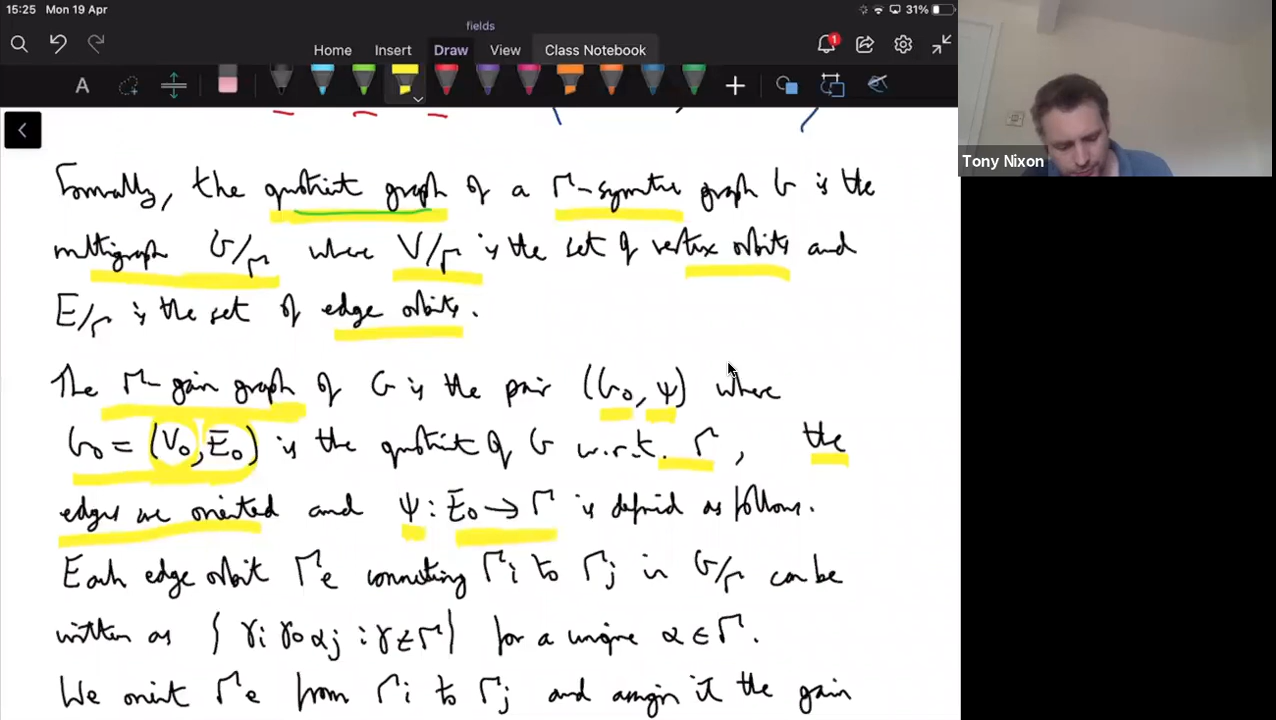 15:25 Mon 19 Apr
31%
fields
Home Insert Draw View Class Notebook
1
A
Tony Nixon
Formally, the quotient graph of a Γ-symmetric graph G is the
multigraph G/Γ where V/Γ is the set of vertex orbits and
E/Γ is the set of edge orbits.
The Γ-gain graph of G is the pair (G₀, ψ) where
G₀ = (V₀, E₀) is the quotient of G w.r.t. Γ, the
edges are oriented and ψ : E₀ → Γ is defined as follows.
Each edge orbit Γe connecting Γi to Γj in G/Γ can be
written as { γi γ∘αj : γ∈Γ } for a unique α ∈ Γ.
We orient Γe from Γi to Γj and assign it the gain